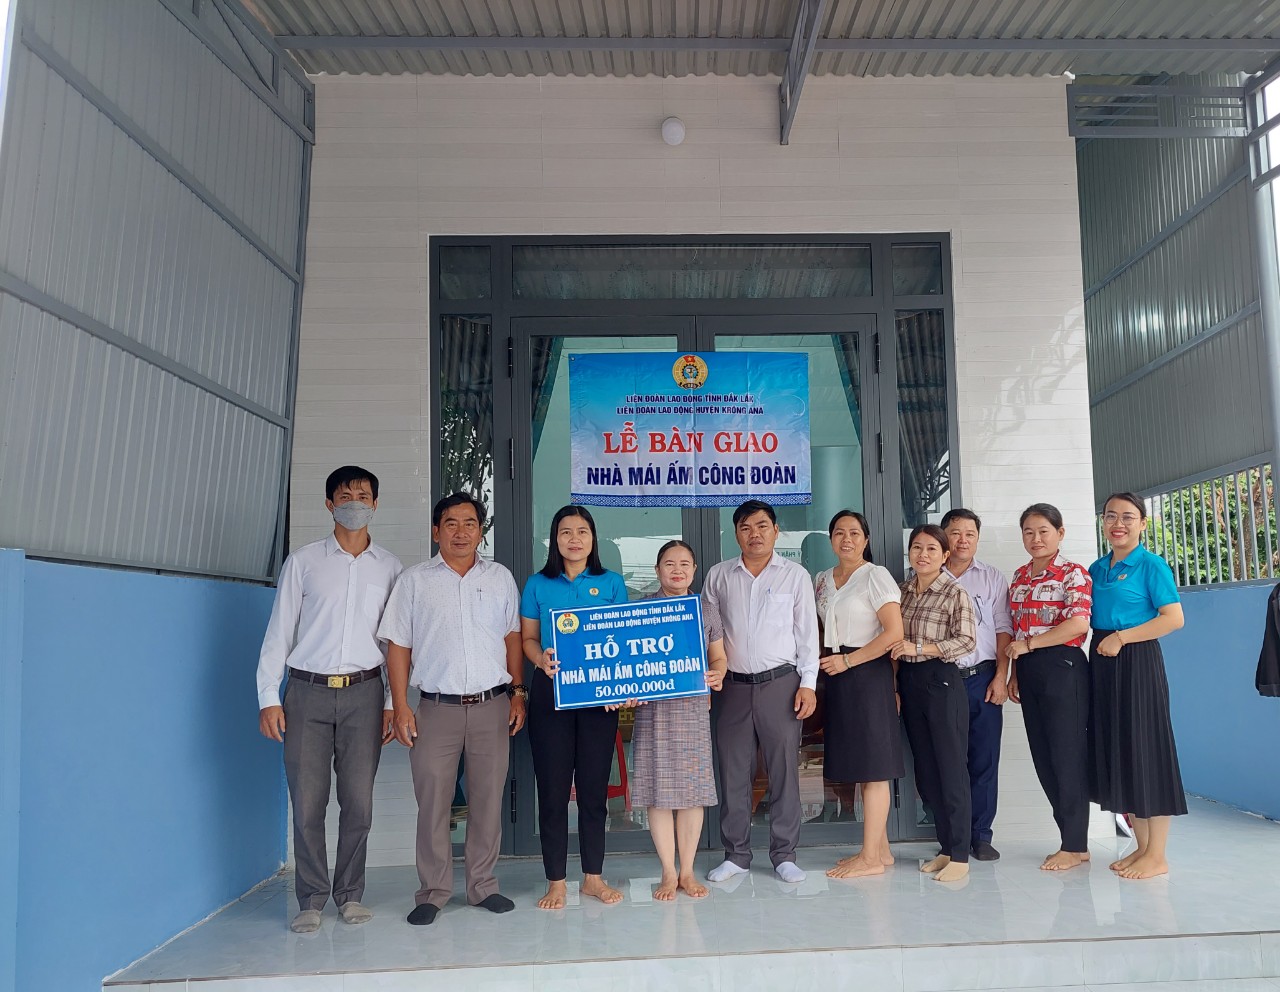 LIÊN ĐOÀN LAO ĐỘNG TỈNH ĐẮK LẮK
LIÊN ĐOÀN LAO ĐỘNG HUYỆN KRÔNG ANA
LỄ BÀN GIAO
NHÀ MÁI ẤM CÔNG ĐOÀN
LIÊN ĐOÀN LAO ĐỘNG TỈNH ĐẮK LẮK
LIÊN ĐOÀN LAO ĐỘNG HUYỆN KRÔNG ANA
HỖ TRỢ
NHÀ MÁI ẤM CÔNG ĐOÀN
50.000.000đ